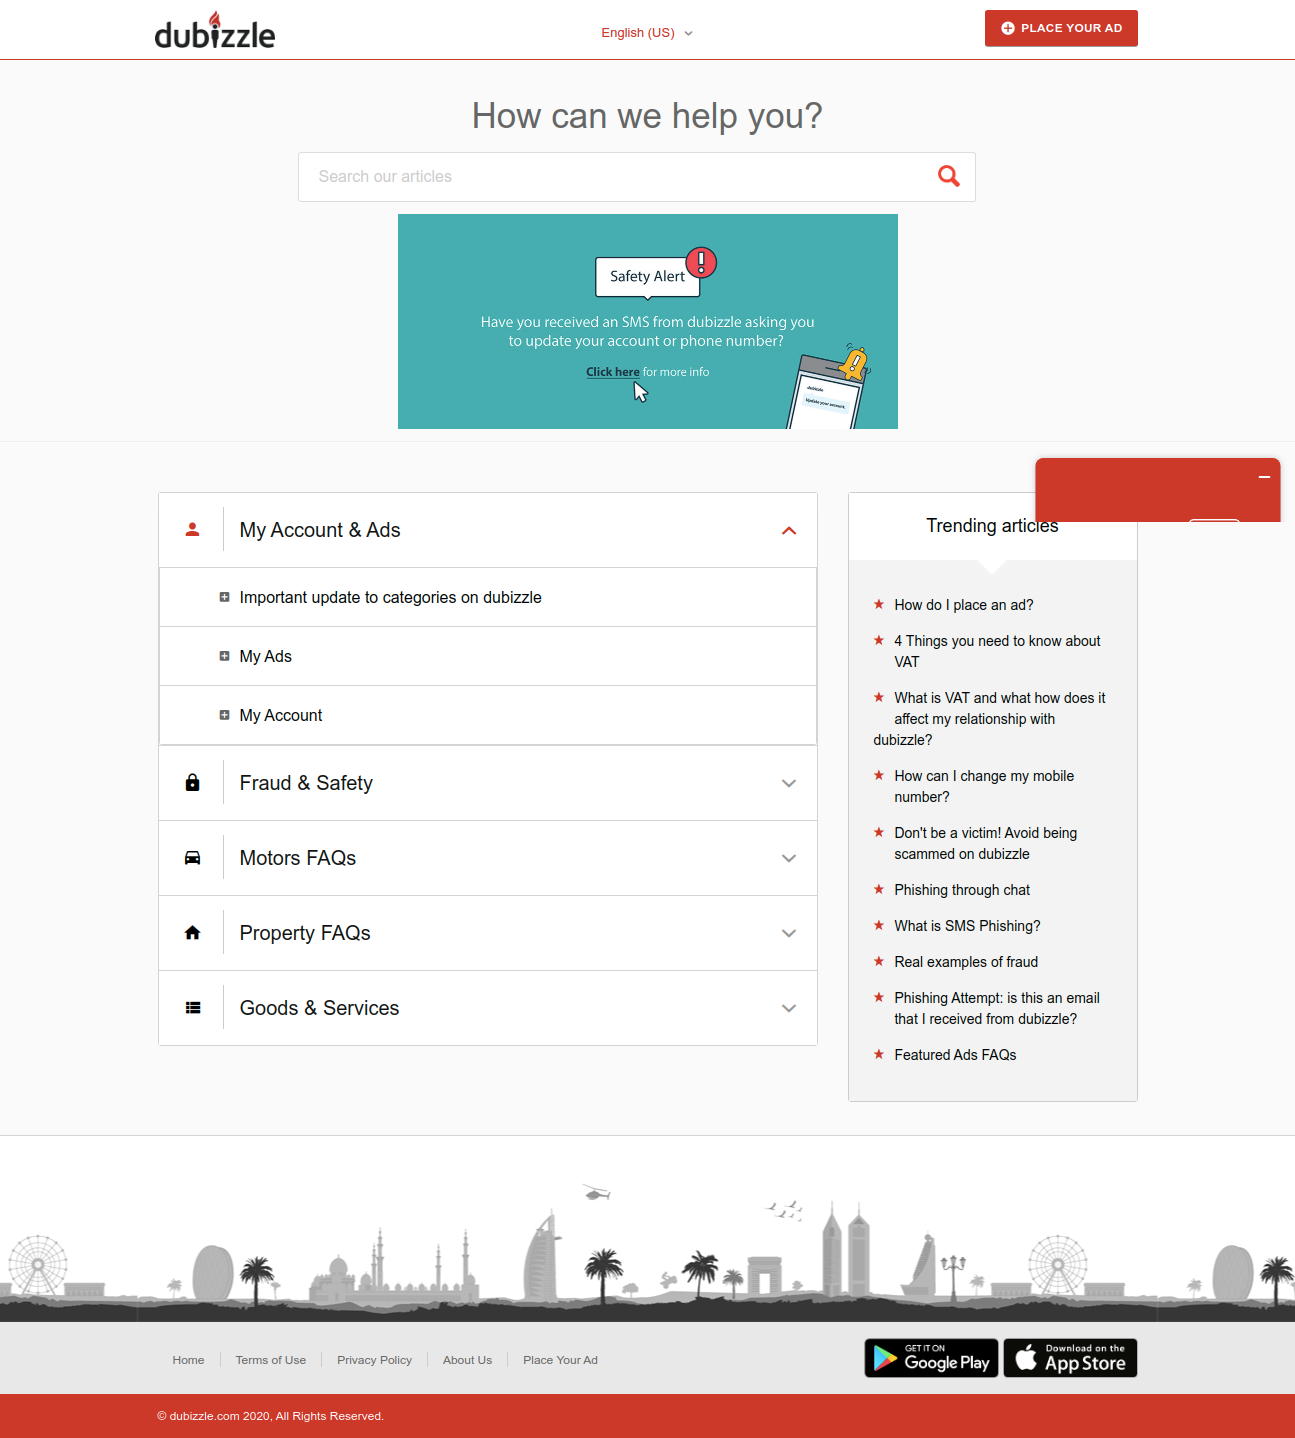 dubizzle
English (US)
PLACE YOUR AD
How can we help you?
Search our articles
Safety Alert
Have you received an SMS from dubizzle asking you
to update your account or phone number?
Click here for more info
dubizzle
Update your account.
My Account & Ads
Important update to categories on dubizzle
My Ads
My Account
Fraud & Safety
Motors FAQs
Property FAQs
Goods & Services
Trending articles
How do I place an ad?
4 Things you need to know about
VAT
What is VAT and what how does it
affect my relationship with
dubizzle?
How can I change my mobile
number?
Don't be a victim! Avoid being
scammed on dubizzle
Phishing through chat
What is SMS Phishing?
Real examples of fraud
Phishing Attempt: is this an email
that I received from dubizzle?
Featured Ads FAQs
Home
Terms of Use
Privacy Policy
About Us
Place Your Ad
GET IT ON
Google Play
Download on the
App Store
© dubizzle.com 2020, All Rights Reserved.